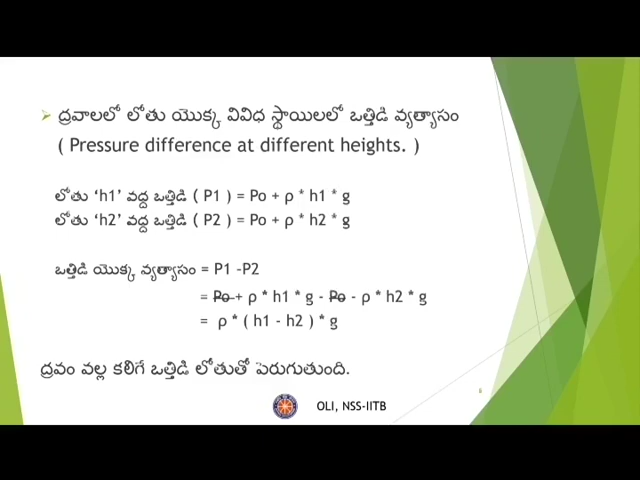 ద్రవాలలో లోతు యొక్క వివిధ స్థాయిలలో ఒత్తిడి వ్యత్యాసం
( Pressure difference at different heights. )
లోతు ‘h1’ వద్ద ఒత్తిడి ( P1 ) = Po + ρ * h1 * g
లోతు ‘h2’ వద్ద ఒత్తిడి ( P2 ) = Po + ρ * h2 * g
ఒత్తిడి యొక్క వ్యత్యాసం = P1 -P2
= Po + ρ * h1 * g - Po - ρ * h2 * g
= ρ * ( h1 - h2 ) * g
ద్రవం వల్ల కలిగే ఒత్తిడి లోతుతో పెరుగుతుంది.
OLI, NSS-IITB